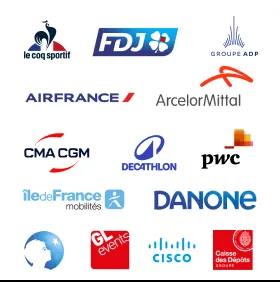 le coq sportif
FDJ
GROUPE ADP
AIRFRANCE
ArcelorMittal
CMA CGM
DECATHLON
pwc
îledeFrance
mobilités
DANONE
GL
events
CISCO
Caisse
des Dépôts
GROUPE